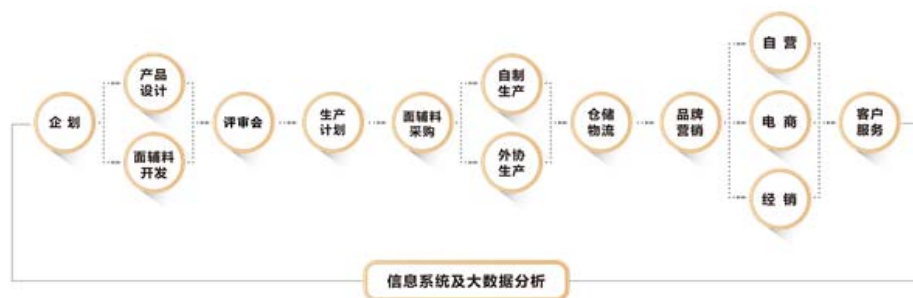 企划
产品
设计
面辅料
开发
评审会
生产
计划
面辅料
采购
自制
生产
外协
生产
仓储
物流
品牌
营销
自营
电商
经销
客户
服务
信息系统及大数据分析